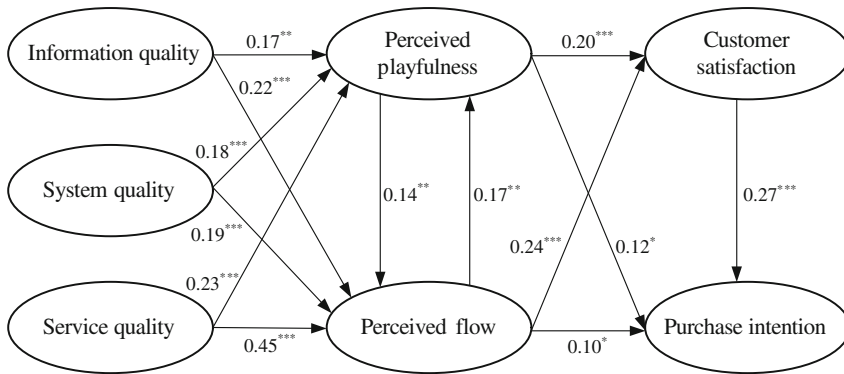 Information quality
0.17**
Perceived
playfulness
0.20***
Customer
satisfaction
0.22***
0.18***
System quality
0.14**
0.17**
0.27***
0.19***
0.24***
0.12*
0.23***
Service quality
0.45***
Perceived flow
0.10*
Purchase intention